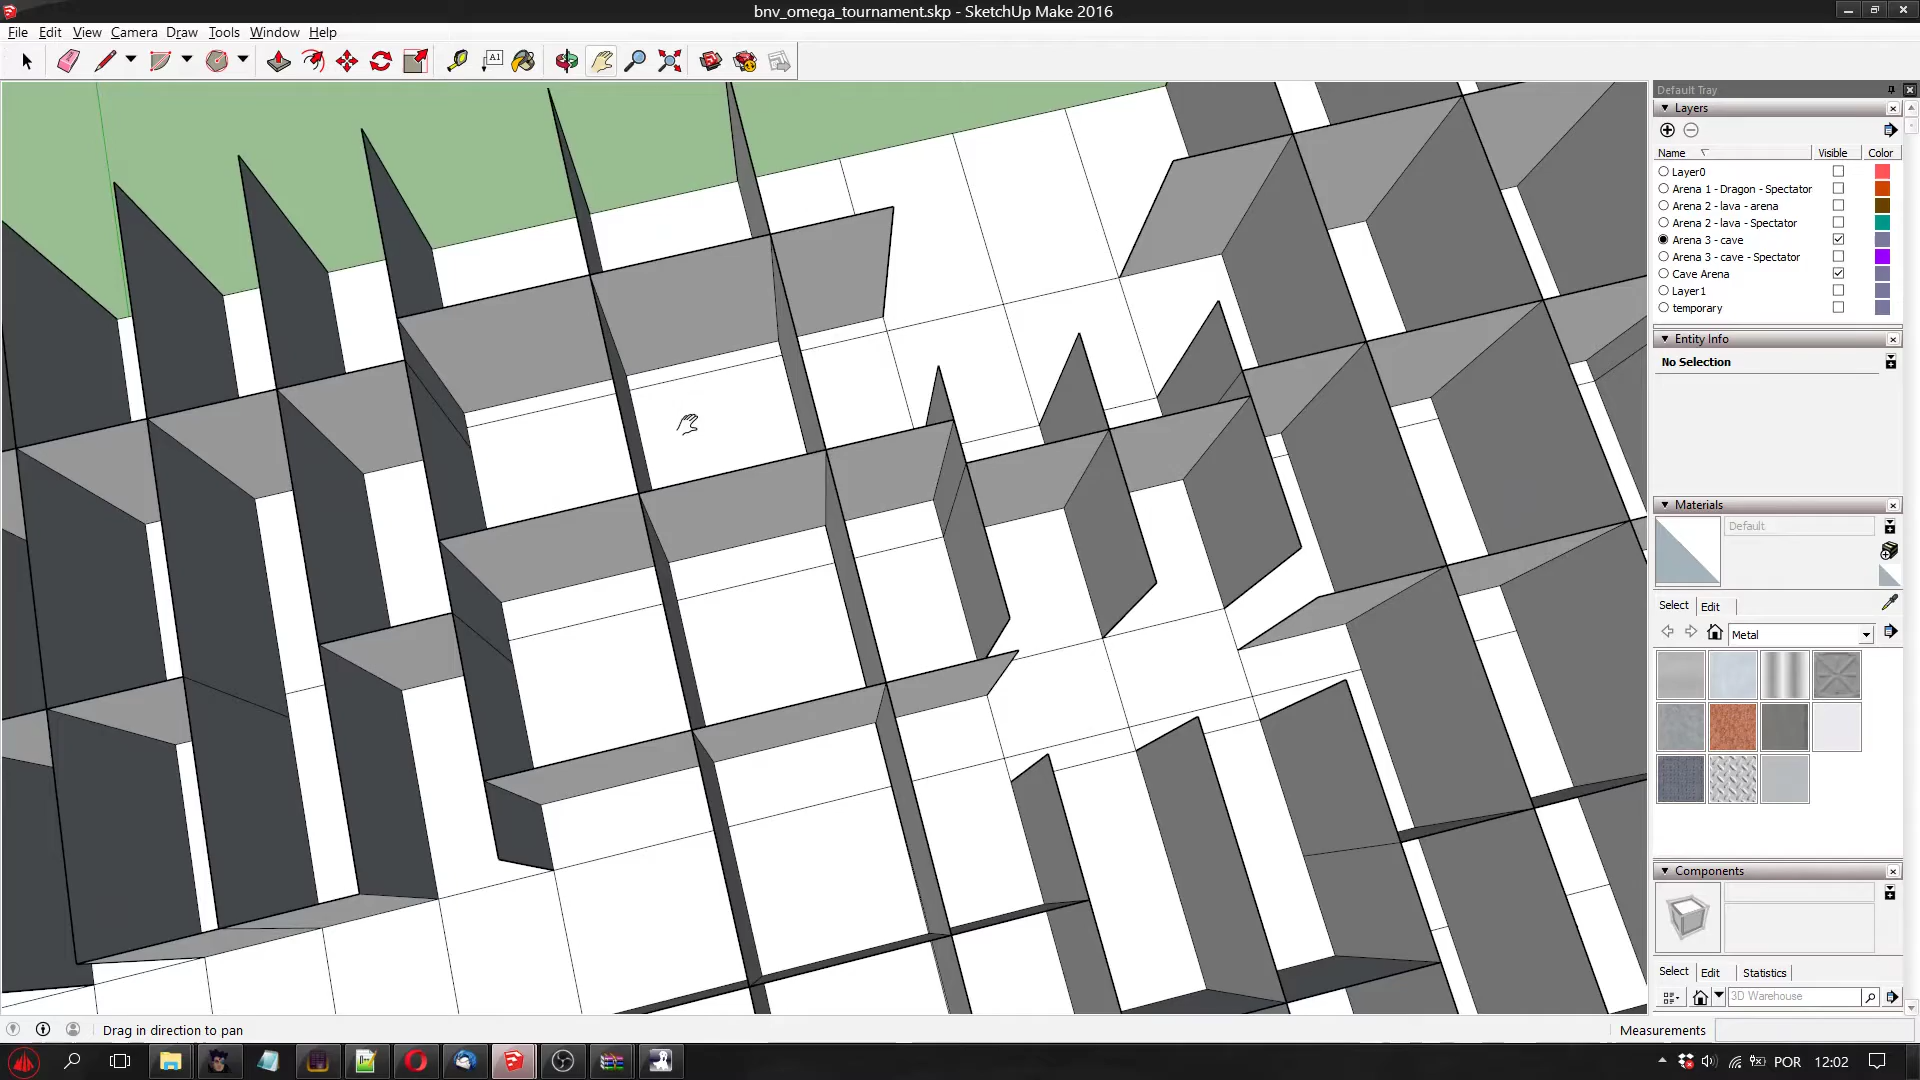 bnv_omega_tournament.skp - SketchUp Make 2016
File Edit View Camera Draw Tools Window Help
A1
Default Tray
Layers
Name Visible Color
Layer0
Arena 1 - Dragon - Spectator
Arena 2 - lava - arena
Arena 2 - lava - Spectator
Arena 3 - cave
Arena 3 - cave - Spectator
Cave Arena
Layer1
temporary
Entity Info
No Selection
Materials
Default
Select Edit
Metal
Components
Select Edit Statistics
3D Warehouse
Drag in direction to pan
Measurements
POR 12:02